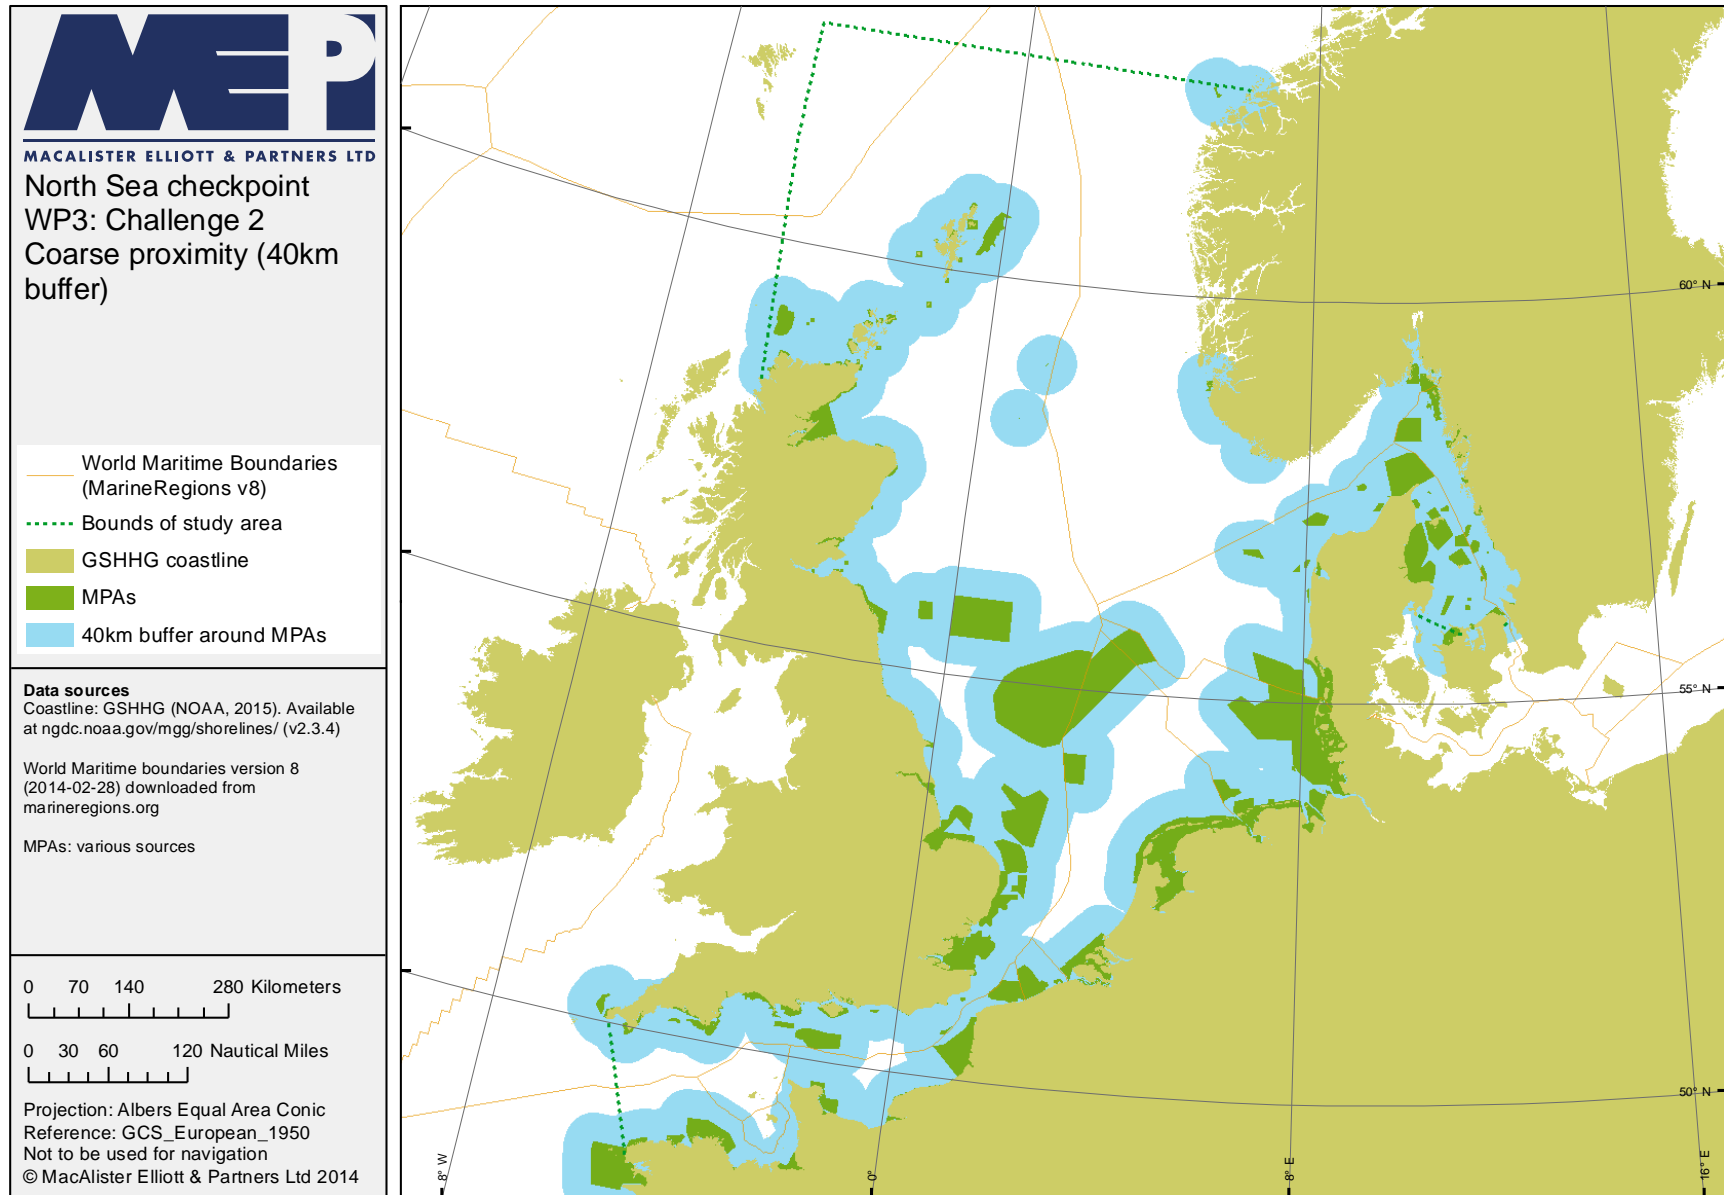 MEP
MACALISTER ELLIOTT & PARTNERS LTD
North Sea checkpoint
WP3: Challenge 2
Coarse proximity (40km
buffer)
World Maritime Boundaries
(MarineRegions v8)
Bounds of study area
GSHHG coastline
MPAs
40km buffer around MPAs
Data sources
Coastline: GSHHG (NOAA, 2015). Available
at ngdc.noaa.gov/mgg/shorelines/ (v2.3.4)
World Maritime boundaries version 8
(2014-02-28) downloaded from
marineregions.org
MPAs: various sources
0 70 140 280 Kilometers
0 30 60 120 Nautical Miles
Projection: Albers Equal Area Conic
Reference: GCS_European_1950
Not to be used for navigation
© MacAlister Elliott & Partners Ltd 2014
60° N
55° N
50° N
8° W
0°
8° E
16° E